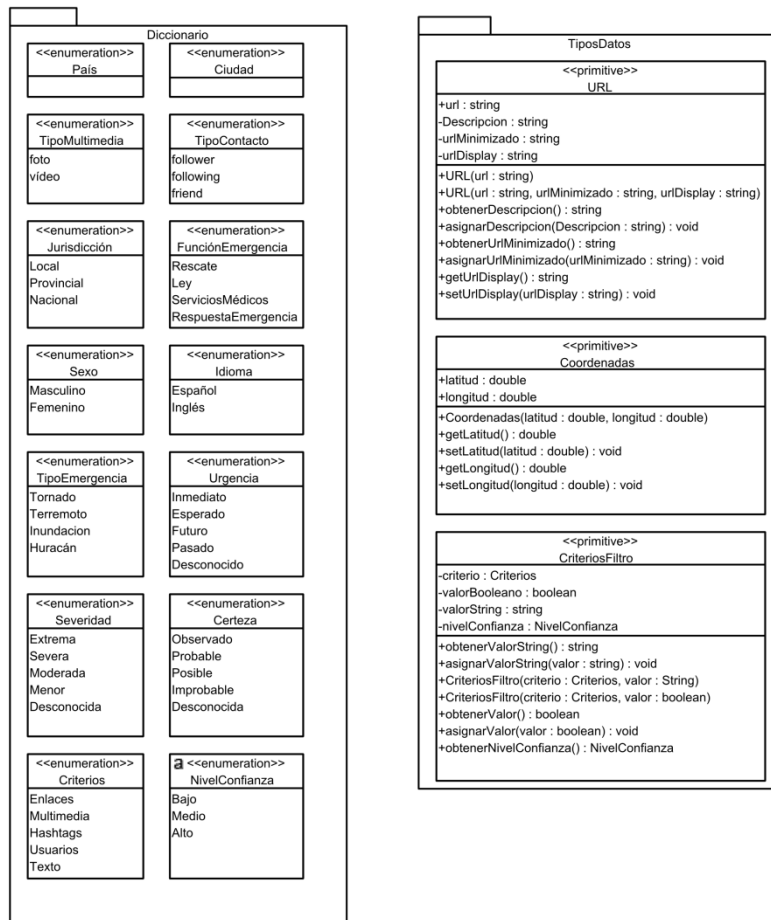 Diccionario
<<enumeration>>
País
<<enumeration>>
Ciudad
<<enumeration>>
TipoMultimedia
foto
vídeo
<<enumeration>>
TipoContacto
follower
following
friend
<<enumeration>>
Jurisdicción
Local
Provincial
Nacional
<<enumeration>>
FunciónEmergencia
Rescate
Ley
ServiciosMédicos
RespuestaEmergencia
<<enumeration>>
Sexo
Masculino
Femenino
<<enumeration>>
Idioma
Español
Inglés
<<enumeration>>
TipoEmergencia
Tornado
Terremoto
Inundacion
Huracán
<<enumeration>>
Urgencia
Inmediato
Esperado
Futuro
Pasado
Desconocido
<<enumeration>>
Severidad
Extrema
Severa
Moderada
Menor
Desconocida
<<enumeration>>
Certeza
Observado
Probable
Posible
Improbable
Desconocida
<<enumeration>>
Criterios
Enlaces
Multimedia
Hashtags
Usuarios
Texto
a <<enumeration>>
NivelConfianza
Bajo
Medio
Alto
TiposDatos
<<primitive>>
URL
+url : string
-Descripcion : string
-urlMinimizado : string
-urlDisplay : string
+URL(url : string)
+URL(url : string, urlMinimizado : string, urlDisplay : string)
+obtenerDescripcion() : string
+asignarDescripcion(Descripcion : string) : void
+obtenerUrlMinimizado() : string
+asignarUrlMinimizado(urlMinimizado : string) : void
+getUrlDisplay() : string
+setUrlDisplay(urlDisplay : string) : void
<<primitive>>
Coordenadas
+latitud : double
+longitud : double
+Coordenadas(latitud : double, longitud : double)
+getLatitud() : double
+setLatitud(latitud : double) : void
+getLongitud() : double
+setLongitud(longitud : double) : void
<<primitive>>
CriteriosFiltro
-criterio : Criterios
-valorBooleano : boolean
-valorString : string
-nivelConfianza : NivelConfianza
+obtenerValorString() : string
+asignarValorString(valor : string) : void
+CriteriosFiltro(criterio : Criterios, valor : String)
+CriteriosFiltro(criterio : Criterios, valor : boolean)
+obtenerValor() : boolean
+asignarValor(valor : boolean) : void
+obtenerNivelConfianza() : NivelConfianza